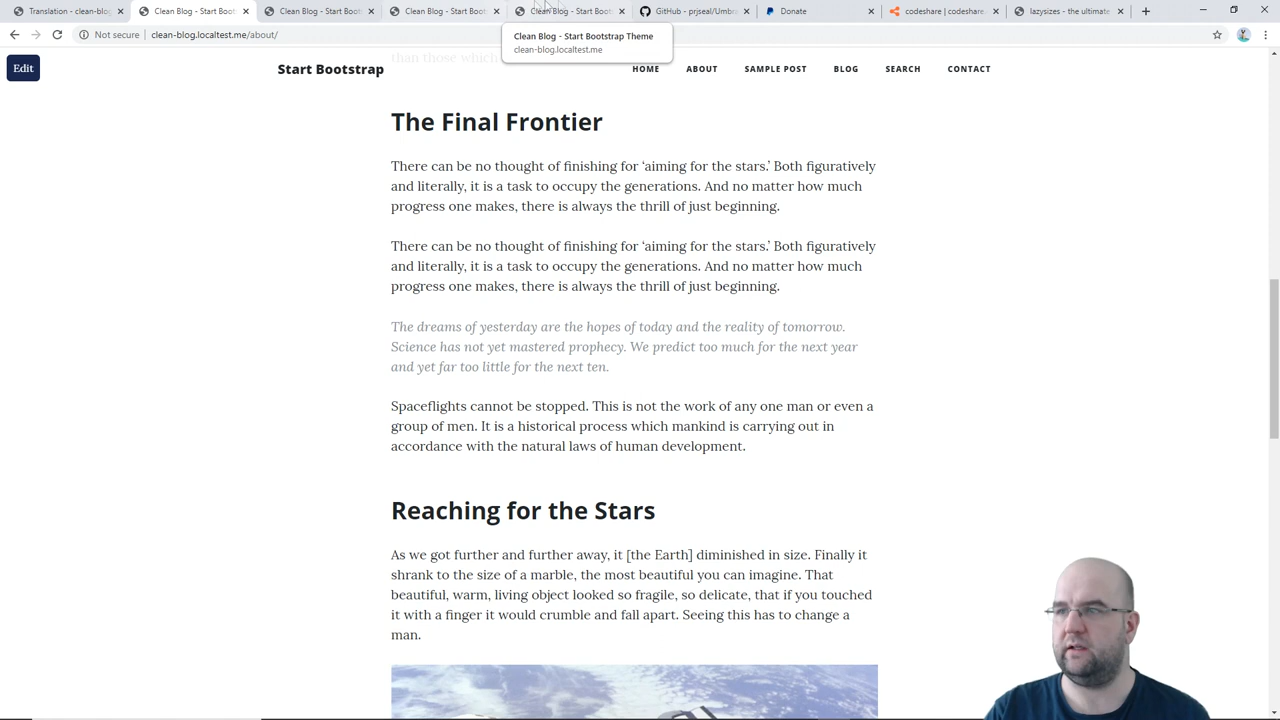 Translation - clean-blog.
Clean Blog - Start Boots
Clean Blog - Start Boots
Clean Blog - Start Boots
Clean Blog - Start Boots
GitHub - prjseal/Umbra
Donate
codeshare | codeshare.
lazysizes - the ultimate
Not secure | clean-blog.localtest.me/about/
Clean Blog - Start Bootstrap Theme
clean-blog.localtest.me
Edit
than those which
Start Bootstrap
HOME
ABOUT
SAMPLE POST
BLOG
SEARCH
CONTACT
The Final Frontier
There can be no thought of finishing for ‘aiming for the stars.’ Both figuratively
and literally, it is a task to occupy the generations. And no matter how much
progress one makes, there is always the thrill of just beginning.
There can be no thought of finishing for ‘aiming for the stars.’ Both figuratively
and literally, it is a task to occupy the generations. And no matter how much
progress one makes, there is always the thrill of just beginning.
The dreams of yesterday are the hopes of today and the reality of tomorrow.
Science has not yet mastered prophecy. We predict too much for the next year
and yet far too little for the next ten.
Spaceflights cannot be stopped. This is not the work of any one man or even a
group of men. It is a historical process which mankind is carrying out in
accordance with the natural laws of human development.
Reaching for the Stars
As we got further and further away, it [the Earth] diminished in size. Finally it
shrank to the size of a marble, the most beautiful you can imagine. That
beautiful, warm, living object looked so fragile, so delicate, that if you touched
it with a finger it would crumble and fall apart. Seeing this has to change a
man.